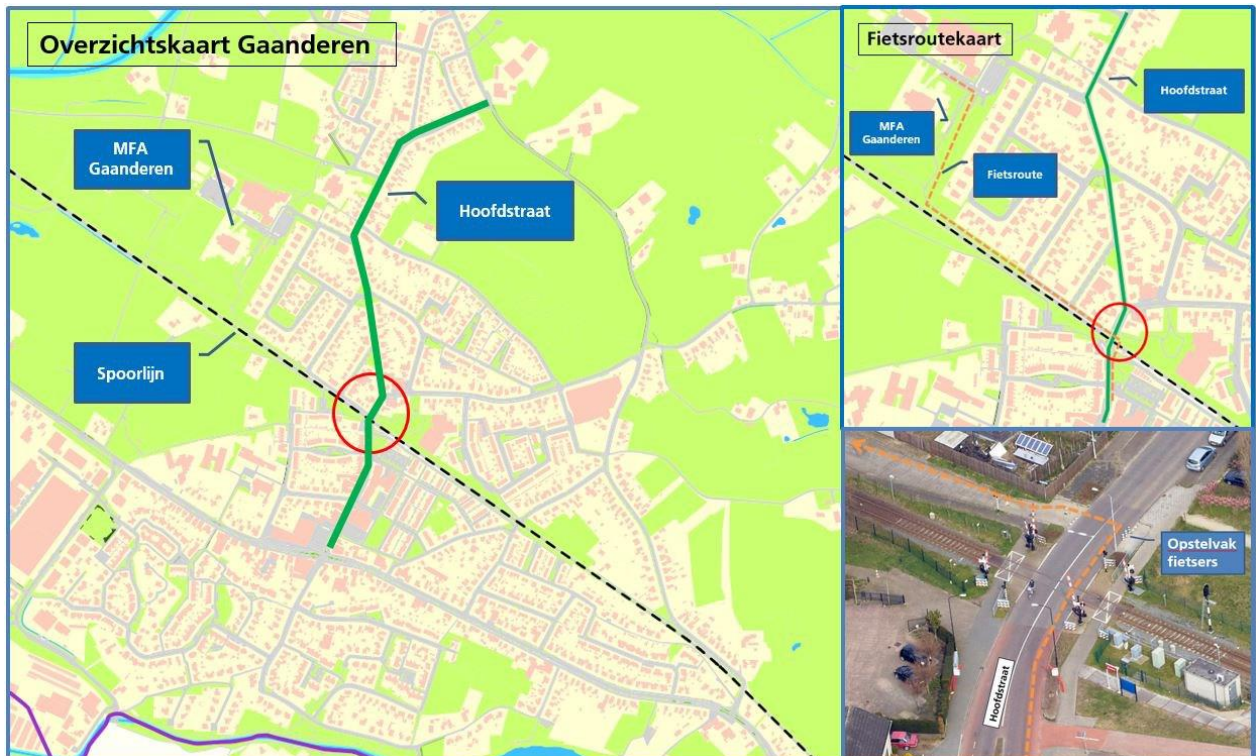 Overzichtskaart Gaanderen
MFA
Gaanderen
Hoofdstraat
Spoorlijn
Fietsroutekaart
Hoofdstraat
MFA
Gaanderen
Fietsroute
Opstelvak
fietsers
Hoofdstraat